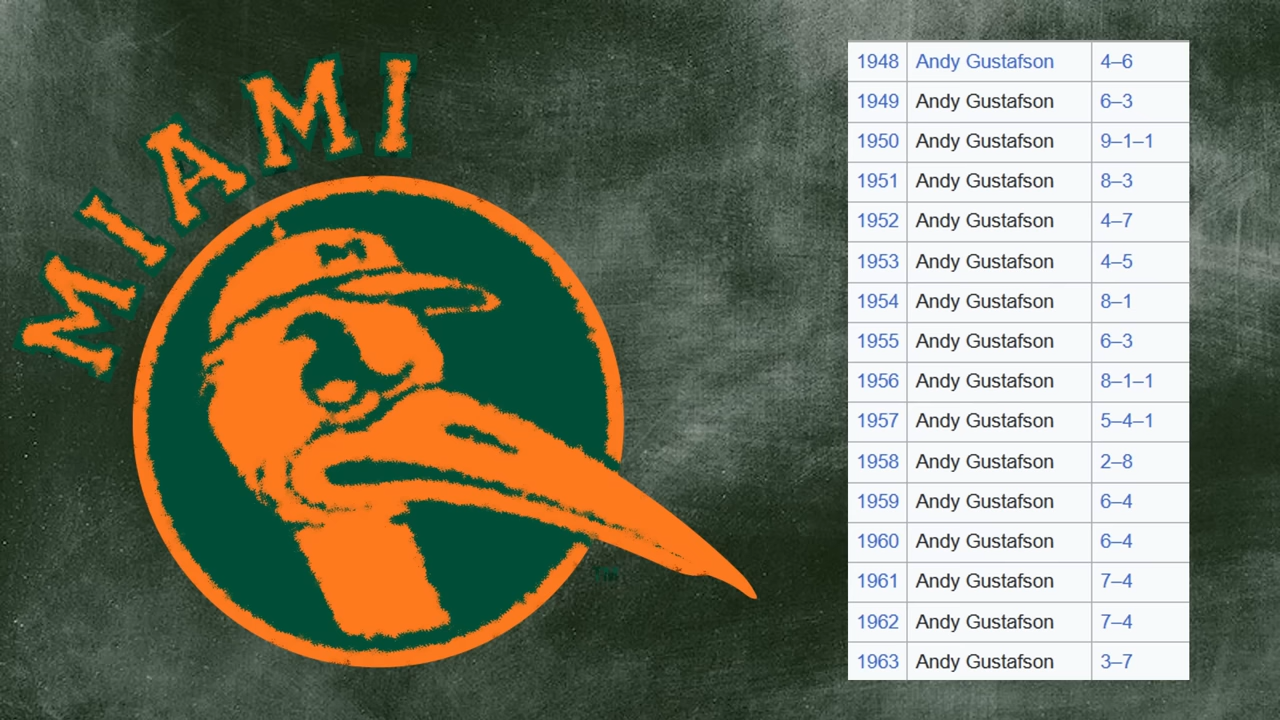 MIAMI
M
1948 Andy Gustafson 4–6
1949 Andy Gustafson 6–3
1950 Andy Gustafson 9–1–1
1951 Andy Gustafson 8–3
1952 Andy Gustafson 4–7
1953 Andy Gustafson 4–5
1954 Andy Gustafson 8–1
1955 Andy Gustafson 6–3
1956 Andy Gustafson 8–1–1
1957 Andy Gustafson 5–4–1
1958 Andy Gustafson 2–8
1959 Andy Gustafson 6–4
1960 Andy Gustafson 6–4
1961 Andy Gustafson 7–4
1962 Andy Gustafson 7–4
1963 Andy Gustafson 3–7